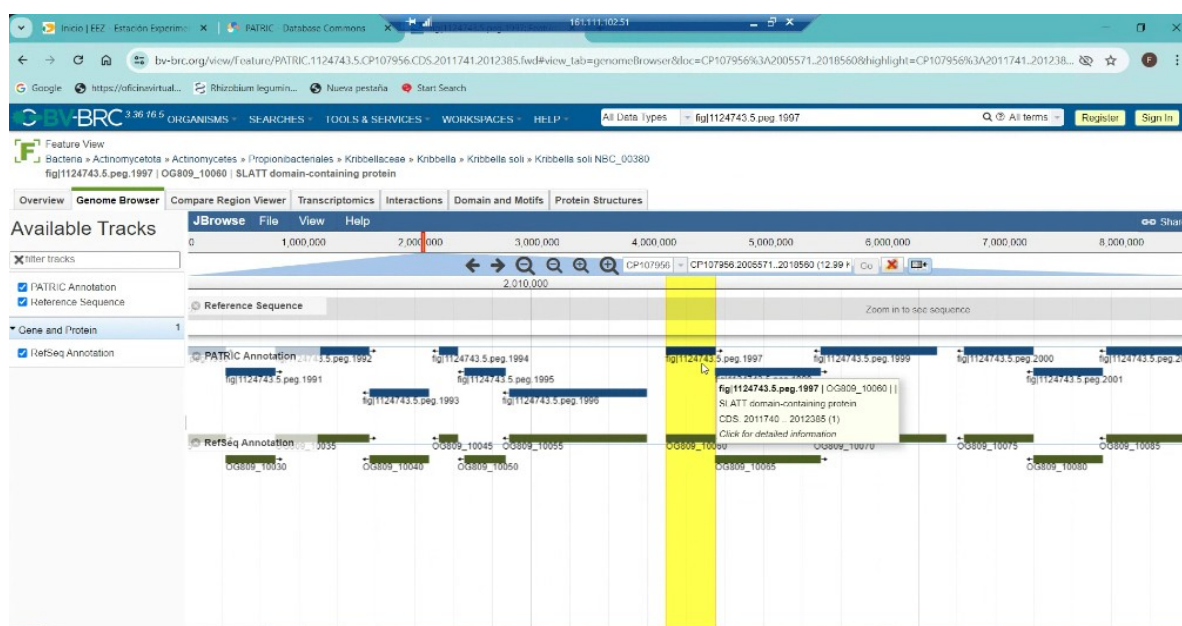 Inicio | EEZ - Estación Experim
PATRIC - Database Commons
161.111.102.51
bv-brc.org/view/Feature/PATRIC.1124743.5.CP107956.CDS.2011741.2012385.fwd#view_tab=genomeBrowser&loc=CP107956%3A2005571..2018560&highlight=CP107956%3A2011741..201238...
Google
https://oficinavirtual...
Rhizobium legumin...
Nueva pestaña
Start Search
BV-BRC 3.36 16.5 ORGANISMS SEARCHES TOOLS & SERVICES WORKSPACES HELP All Data Types fig|1124743.5.peg.1997 All terms Register Sign In
Feature View
Bacteria » Actinomycetota » Actinomycetes » Propionibacteriales » Kribbellaceae » Kribbella » Kribbella soli » Kribbella soli NBC_00380
fig|1124743.5.peg.1997 | OG809_10060 | SLATT domain-containing protein
Overview Genome Browser Compare Region Viewer Transcriptomics Interactions Domain and Motifs Protein Structures
Available Tracks
filter tracks
PATRIC Annotation
Reference Sequence
Gene and Protein 1
RefSeq Annotation
JBrowse File View Help Shar
0 1,000,000 2,000,000 3,000,000 4,000,000 5,000,000 6,000,000 7,000,000 8,000,000
CP107956 CP107956:2005571..2018560 (12.99 Go
2,010,000
Reference Sequence Zoom in to see sequence
PATRIC Annotation 3.5.peg.1992 fig|1124743.5.peg.1994 fig|1124743.5.peg.1997 fig|1124743.5.peg.1999 fig|1124743.5.peg.2000 fig|1124743.5.peg.2
fig|1124743.5.peg.1991 fig|1124743.5.peg.1995 fig|1124743.5.peg.2001
fig|1124743.5.peg.1993 fig|1124743.5.peg.1996
fig|1124743.5.peg.1997 | OG809_10060 | |
SLATT domain-containing protein
CDS: 2011740 .. 2012385 (1)
Click for detailed information
RefSeq Annotation OG809_10045 OG809_10055 OG809_10060 OG809_10070 OG809_10075 OG809_10085
OG809_10030 OG809_10040 OG809_10050 OG809_10065 OG809_10080